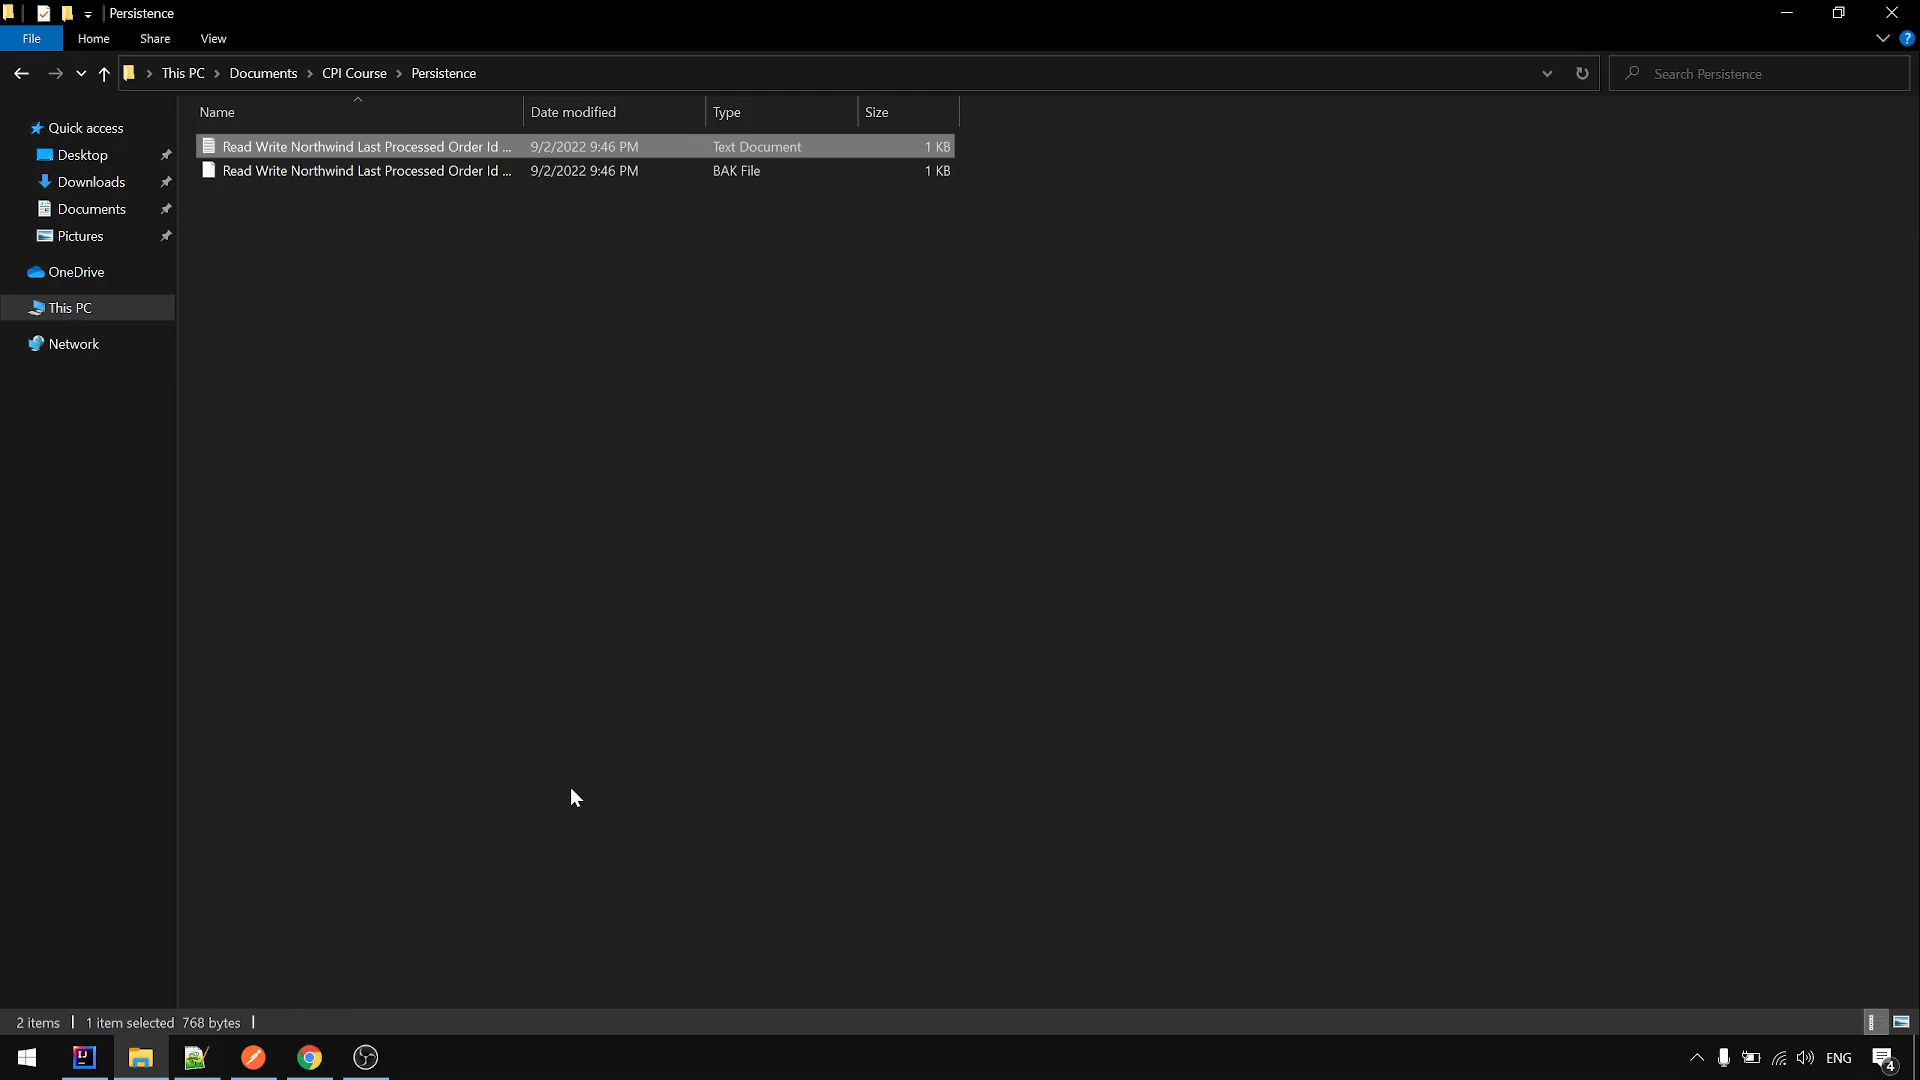 Persistence
File Home Share View
This PC Documents CPI Course Persistence
Search Persistence
Name Date modified Type Size
Read Write Northwind Last Processed Order Id ... 9/2/2022 9:46 PM Text Document 1 KB
Read Write Northwind Last Processed Order Id ... 9/2/2022 9:46 PM BAK File 1 KB
Quick access
Desktop
Downloads
Documents
Pictures
OneDrive
This PC
Network
2 items 1 item selected 768 bytes
IJ
ENG
4